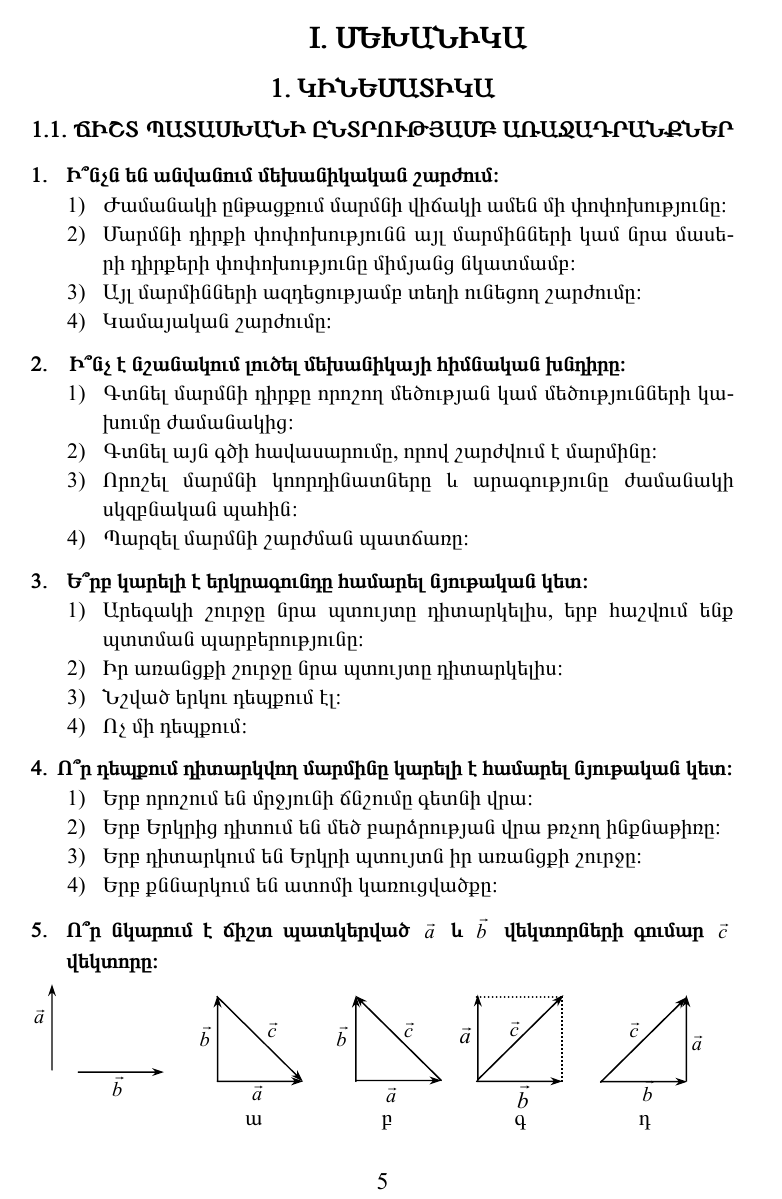 I. ՄԵԽԱՆԻԿԱ
1. ԿԻՆԵՄԱՏԻԿԱ
1.1. ՃԻՇՏ ՊԱՏԱՍԽԱՆԻ ԸՆՏՐՈՒԹՅԱՄԲ ԱՌԱՋԱԴՐԱՆՔՆԵՐ
1. Ի՞նչն են անվանում մեխանիկական շարժում:
1) Ժամանակի ընթացքում մարմնի վիճակի ամեն մի փոփոխությունը:
2) Մարմնի դիրքի փոփոխությունն այլ մարմինների կամ նրա մասե-
րի դիրքերի փոփոխությունը միմյանց նկատմամբ:
3) Այլ մարմինների ազդեցությամբ տեղի ունեցող շարժումը:
4) Կամայական շարժումը:
2. Ի՞նչ է նշանակում լուծել մեխանիկայի հիմնական խնդիրը:
1) Գտնել մարմնի դիրքը որոշող մեծության կամ մեծությունների կա-
խումը ժամանակից:
2) Գտնել այն գծի հավասարումը, որով շարժվում է մարմինը:
3) Որոշել մարմնի կոորդինատները և արագությունը ժամանակի
սկզբնական պահին:
4) Պարզել մարմնի շարժման պատճառը:
3. Ե՞րբ կարելի է երկրագունդը համարել նյութական կետ:
1) Արեգակի շուրջը նրա պտույտը դիտարկելիս, երբ հաշվում ենք
պտտման պարբերությունը:
2) Իր առանցքի շուրջը նրա պտույտը դիտարկելիս:
3) Նշված երկու դեպքում էլ:
4) Ոչ մի դեպքում:
4. Ո՞ր դեպքում դիտարկվող մարմինը կարելի է համարել նյութական կետ:
1) Երբ որոշում են մրջյունի ճնշումը գետնի վրա:
2) Երբ Երկրից դիտում են մեծ բարձրության վրա թռչող ինքնաթիռը:
3) Երբ դիտարկում են Երկրի պտույտն իր առանցքի շուրջը:
4) Երբ քննարկում են ատոմի կառուցվածքը:
5. Ո՞ր նկարում է ճիշտ պատկերված a⃗ և b⃗ վեկտորների գումար c⃗
վեկտորը:
a⃗ b⃗ c⃗ b⃗ c⃗ a⃗ c⃗ c⃗ a⃗
b⃗ a⃗ a⃗ b⃗ b⃗
ա բ գ դ
5